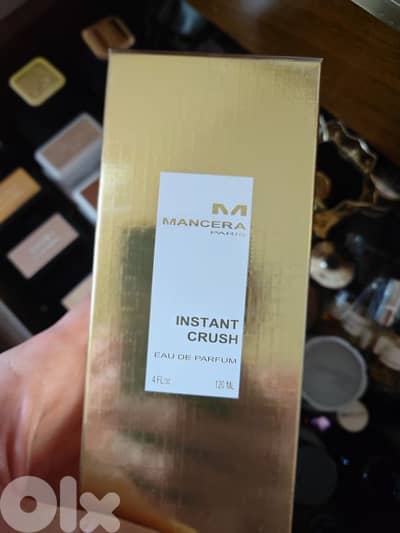 MANCERA
PARIS
INSTANT
CRUSH
EAU DE PARFUM
4 FL.oz 120 ML
Olx